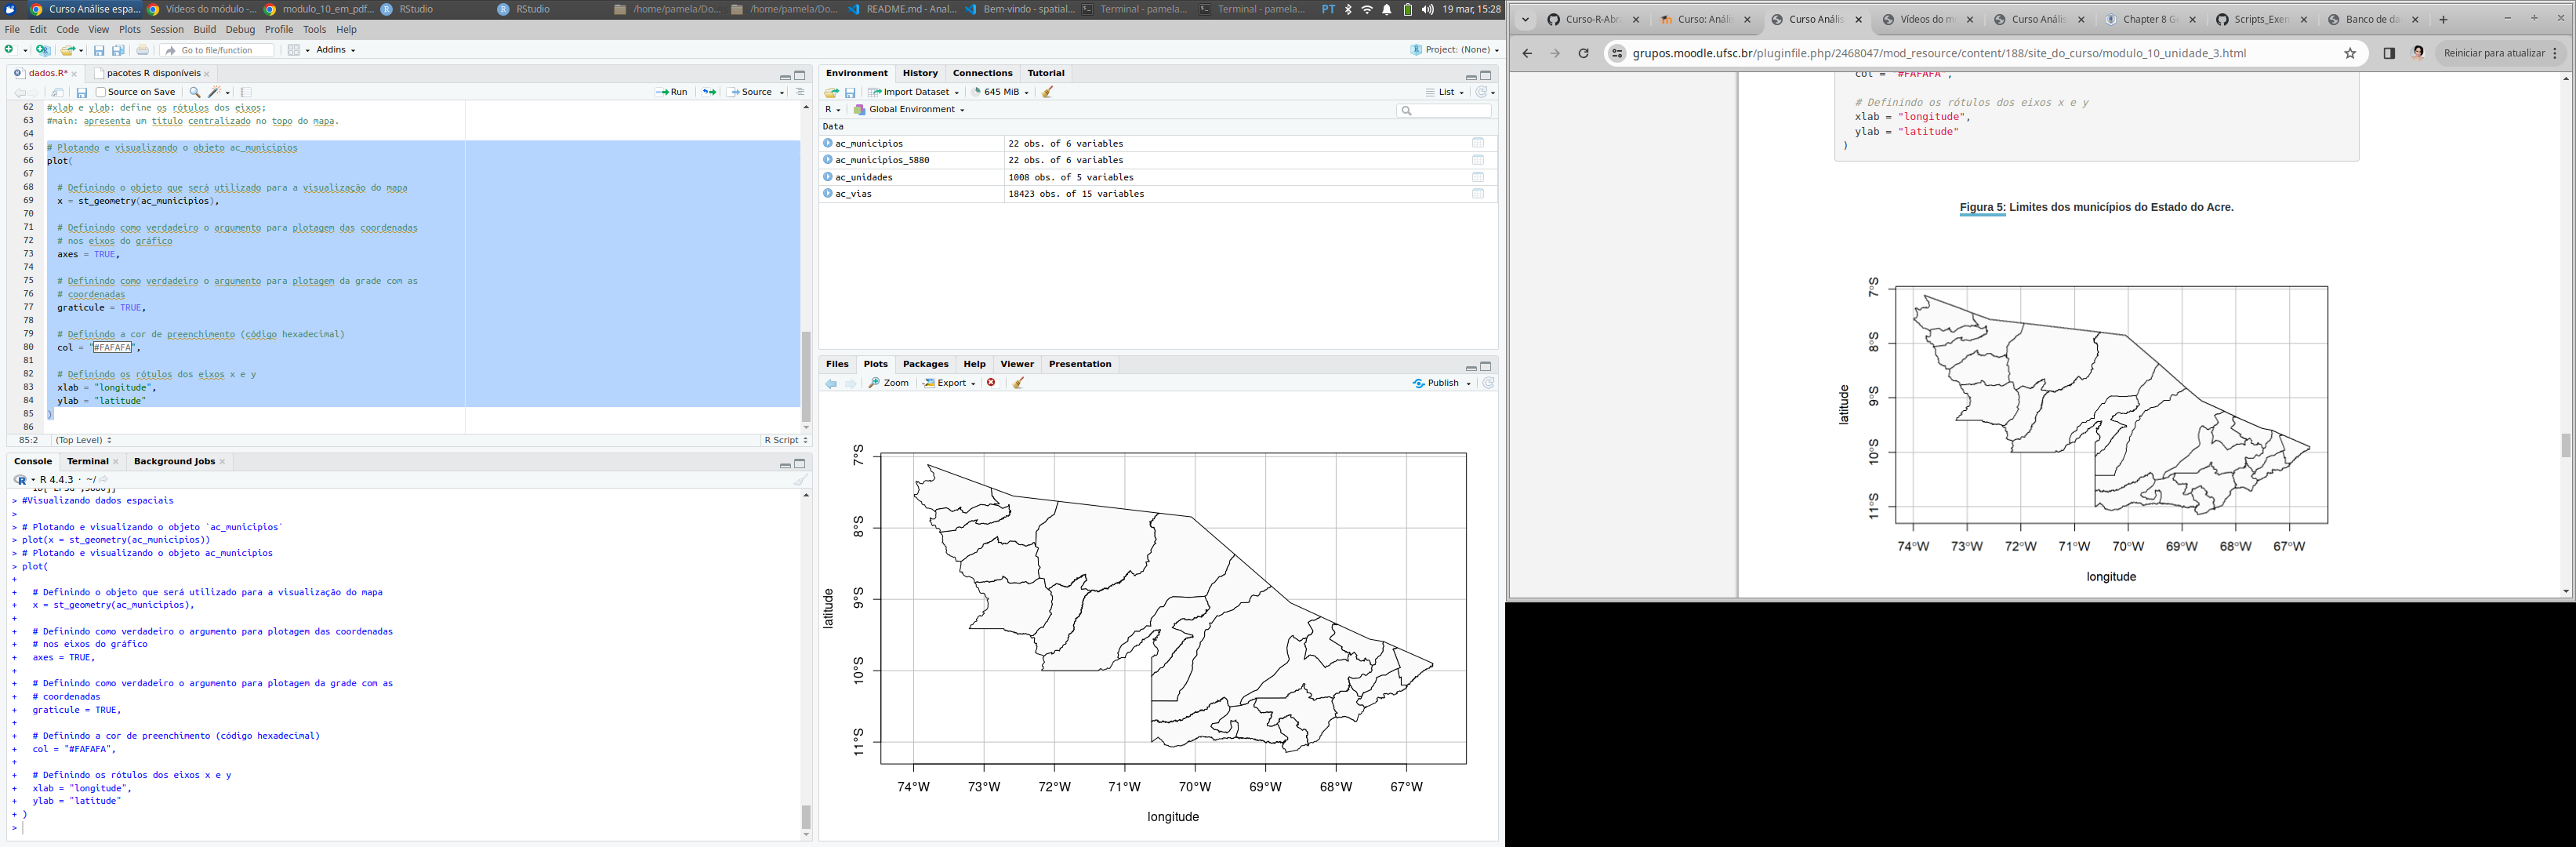 Curso Análise espa... Vídeos do módulo -... modulo_10_em_pdf... RStudio RStudio /home/pamela/Do... /home/pamela/Do... README.md - Anal... Bem-vindo - spatial... Terminal - pamela... Terminal - pamela... PT 19 mar, 15:28
File Edit Code View Plots Session Build Debug Profile Tools Help
Go to file/function Addins Project: (None)
dados.R* pacotes R disponíveis
Source on Save Run Source
62 #xlab e ylab: define os rótulos dos eixos;
63 #main: apresenta um título centralizado no topo do mapa.
64
65 # Plotando e visualizando o objeto ac_municipios
66 plot(
67
68 # Definindo o objeto que será utilizado para a visualização do mapa
69 x = st_geometry(ac_municipios),
70
71 # Definindo como verdadeiro o argumento para plotagem das coordenadas
72 # nos eixos do gráfico
73 axes = TRUE,
74
75 # Definindo como verdadeiro o argumento para plotagem da grade com as
76 # coordenadas
77 graticule = TRUE,
78
79 # Definindo a cor de preenchimento (código hexadecimal)
80 col = "#FAFAFA",
81
82 # Definindo os rótulos dos eixos x e y
83 xlab = "longitude",
84 ylab = "latitude"
85 )
86
85:2 (Top Level) R Script
Console Terminal Background Jobs
R 4.4.3 · ~/
> #Visualizando dados espaciais
>
> # Plotando e visualizando o objeto `ac_municipios`
> plot(x = st_geometry(ac_municipios))
> # Plotando e visualizando o objeto ac_municipios
> plot(
+
+ # Definindo o objeto que será utilizado para a visualização do mapa
+ x = st_geometry(ac_municipios),
+
+ # Definindo como verdadeiro o argumento para plotagem das coordenadas
+ # nos eixos do gráfico
+ axes = TRUE,
+
+ # Definindo como verdadeiro o argumento para plotagem da grade com as
+ # coordenadas
+ graticule = TRUE,
+
+ # Definindo a cor de preenchimento (código hexadecimal)
+ col = "#FAFAFA",
+
+ # Definindo os rótulos dos eixos x e y
+ xlab = "longitude",
+ ylab = "latitude"
+ )
>
Environment History Connections Tutorial
Import Dataset 645 MiB List
R Global Environment
Data
ac_municipios 22 obs. of 6 variables
ac_municipios_5880 22 obs. of 6 variables
ac_unidades 1008 obs. of 5 variables
ac_vias 18423 obs. of 15 variables
Files Plots Packages Help Viewer Presentation
Zoom Export Publish
7°S
8°S
9°S
10°S
11°S
latitude
74°W 73°W 72°W 71°W 70°W 69°W 68°W 67°W
longitude
Curso-R-Abra Curso: Anális Curso Anális Vídeos do m Curso Anális Chapter 8 Ge Scripts_Exer Banco de da
grupos.moodle.ufsc.br/pluginfile.php/2468047/mod_resource/content/188/site_do_curso/modulo_10_unidade_3.html Reiniciar para atualizar
col = "#FAFAFA",
# Definindo os rótulos dos eixos x e y
xlab = "longitude",
ylab = "latitude"
)
Figura 5: Limites dos municípios do Estado do Acre.
7°S
8°S
9°S
10°S
11°S
latitude
74°W 73°W 72°W 71°W 70°W 69°W 68°W 67°W
longitude